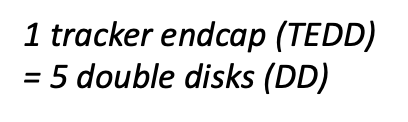 1 tracker endcap (TEDD)
= 5 double disks (DD)